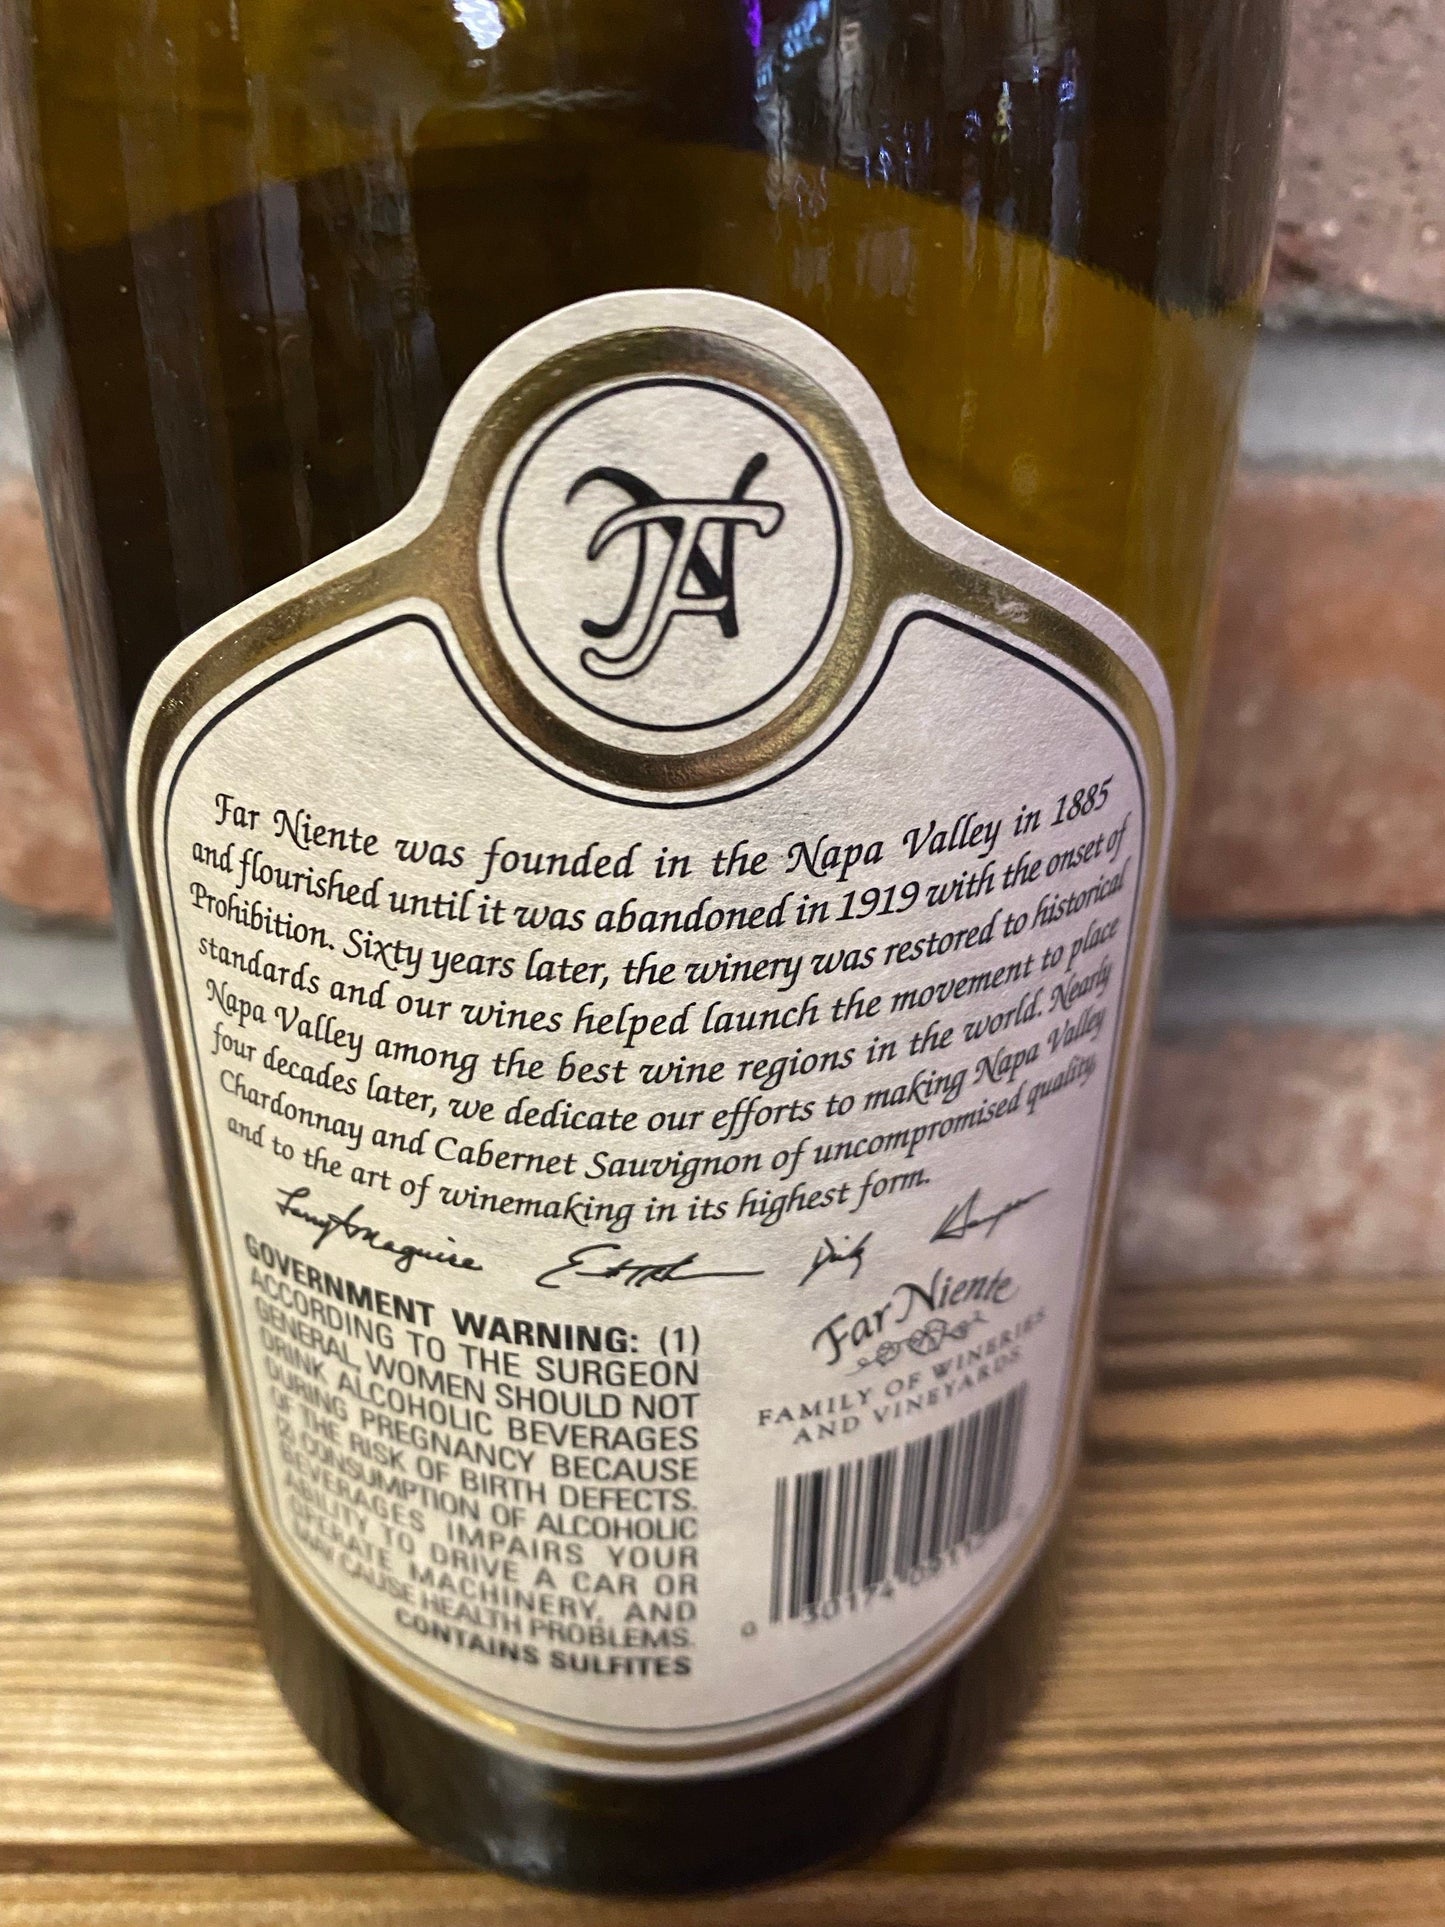 Far Niente was founded in the Napa Valley in 1885
and flourished until it was abandoned in 1919 with the onset of
Prohibition. Sixty years later, the winery was restored to historical
standards and our wines helped launch the movement to place
Napa Valley among the best wine regions in the world. Nearly
four decades later, we dedicate our efforts to making Napa Valley
Chardonnay and Cabernet Sauvignon of uncompromised quality,
and to the art of winemaking in its highest form.
Larry Maguire
GOVERNMENT WARNING: (1)
ACCORDING TO THE SURGEON
GENERAL, WOMEN SHOULD NOT
DRINK ALCOHOLIC BEVERAGES
DURING PREGNANCY BECAUSE
OF THE RISK OF BIRTH DEFECTS.
(2) CONSUMPTION OF ALCOHOLIC
BEVERAGES IMPAIRS YOUR
ABILITY TO DRIVE A CAR OR
OPERATE MACHINERY, AND
MAY CAUSE HEALTH PROBLEMS.
CONTAINS SULFITES
Far Niente
FAMILY OF WINERIES
AND VINEYARDS
0